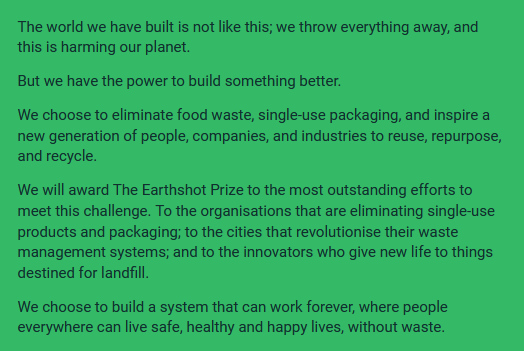 The world we have built is not like this; we throw everything away, and
this is harming our planet.
But we have the power to build something better.
We choose to eliminate food waste, single-use packaging, and inspire a
new generation of people, companies, and industries to reuse, repurpose,
and recycle.
We will award The Earthshot Prize to the most outstanding efforts to
meet this challenge. To the organisations that are eliminating single-use
products and packaging; to the cities that revolutionise their waste
management systems; and to the innovators who give new life to things
destined for landfill.
We choose to build a system that can work forever, where people
everywhere can live safe, healthy and happy lives, without waste.